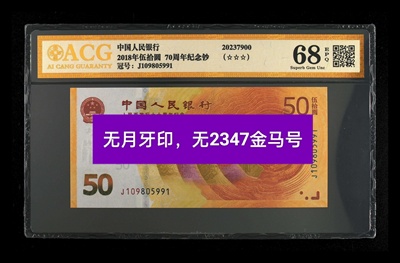 ACG
AI CANG GUARANTY
中国人民银行
2018年伍拾圆 70周年纪念钞
冠号：J109805991
20237900
(☆☆☆)
68 EPQ
Superb Gem Unc
中国人民银行
50
伍拾圆
无月牙印，无2347金马号
50
J109805991
J109805991